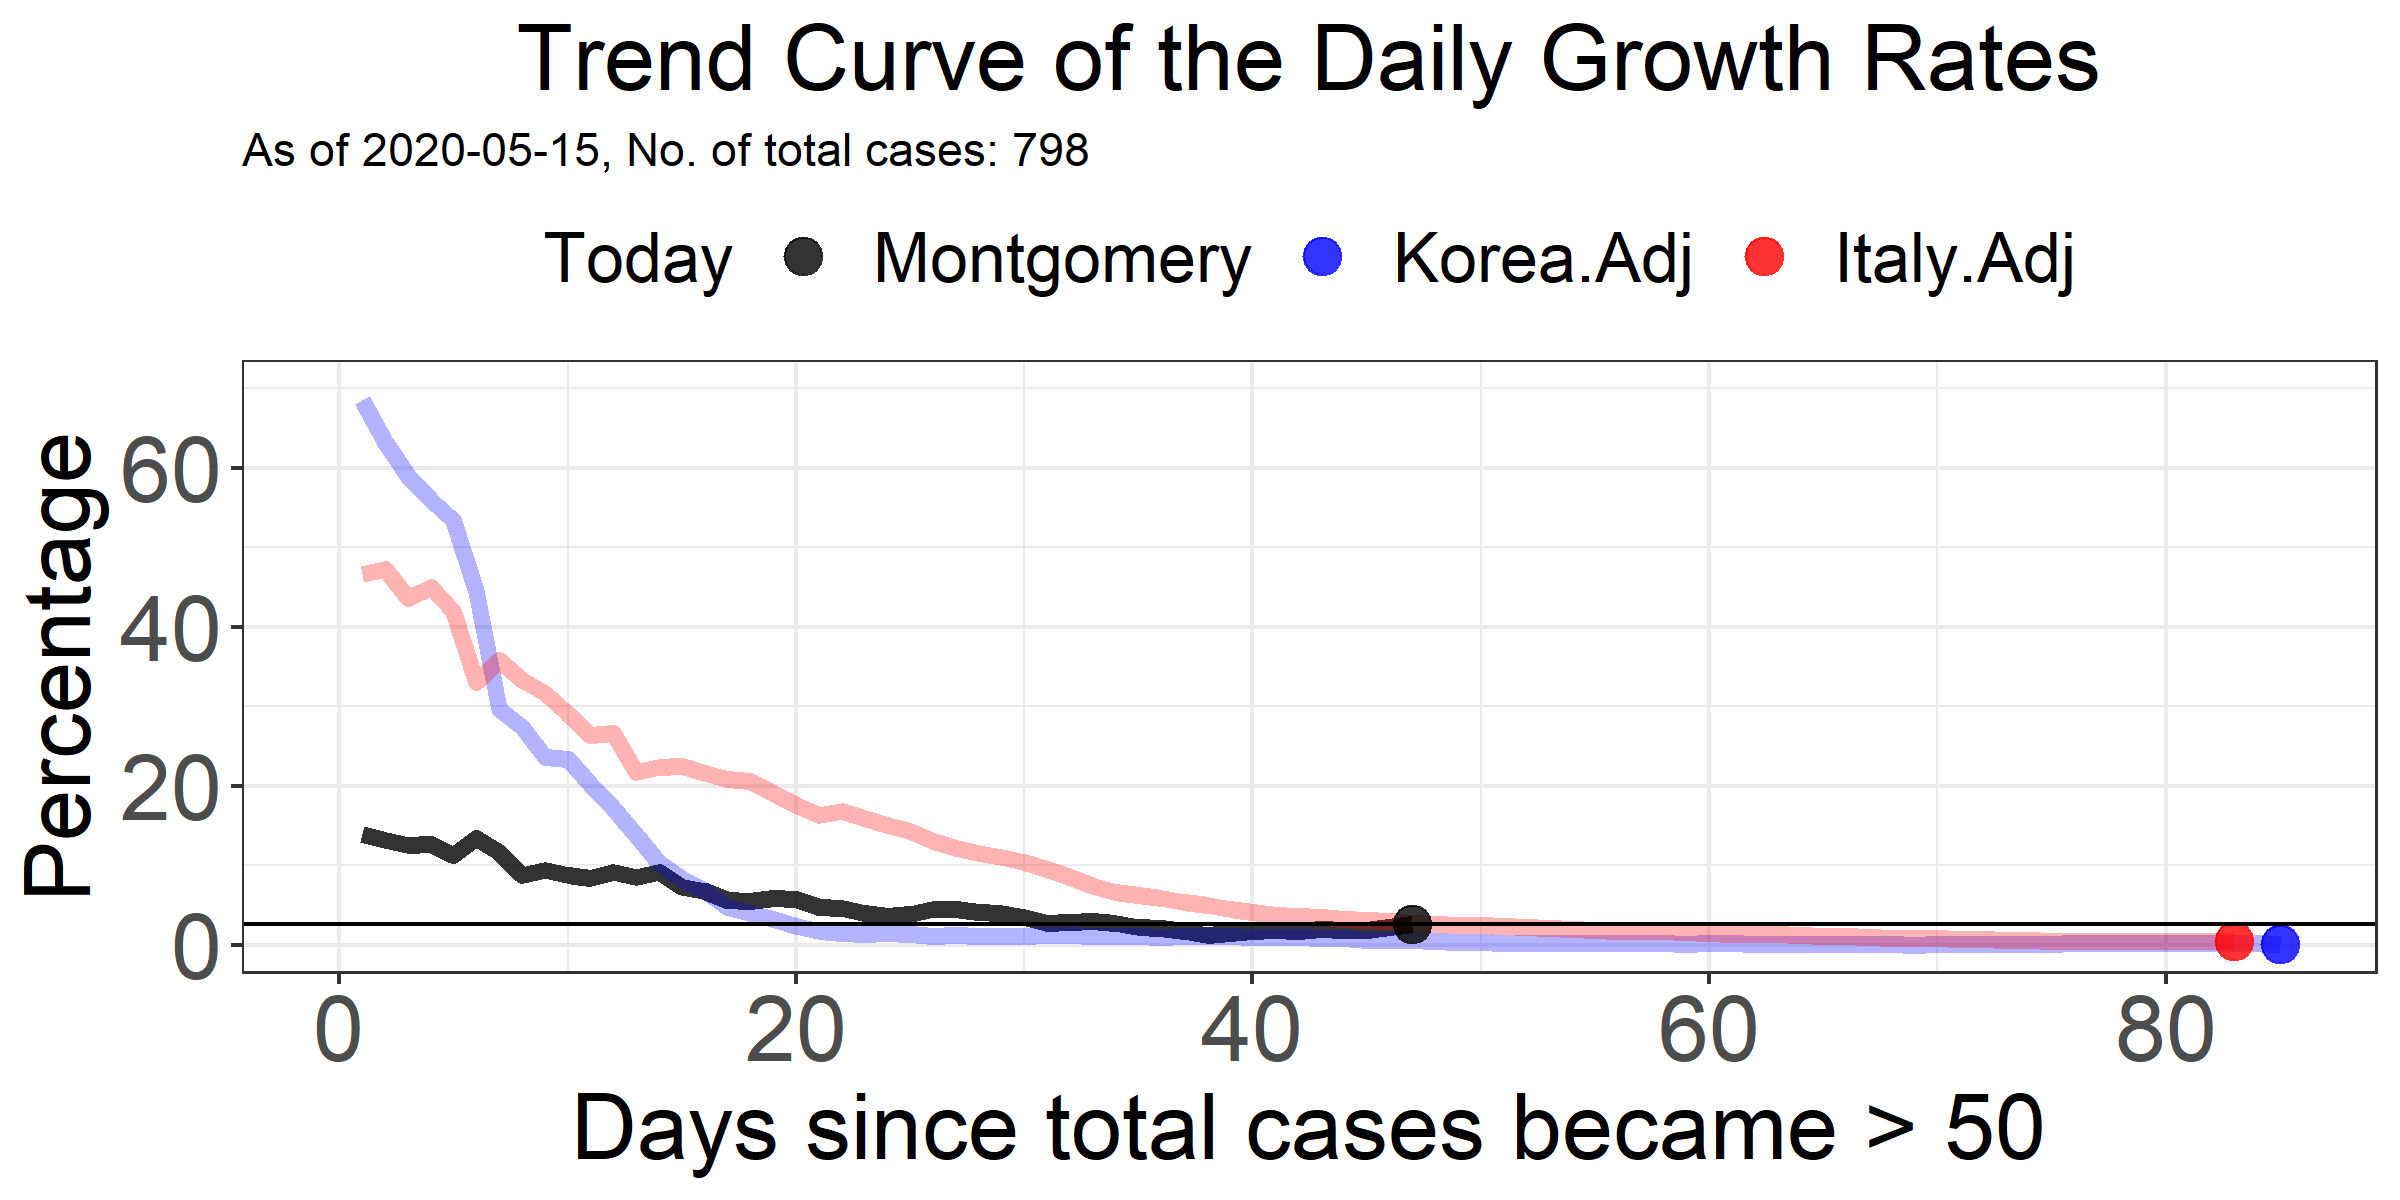 Trend Curve of the Daily Growth Rates
As of 2020-05-15, No. of total cases: 798
Today Montgomery Korea.Adj Italy.Adj
Percentage
60
40
20
0
0 20 40 60 80
Days since total cases became > 50